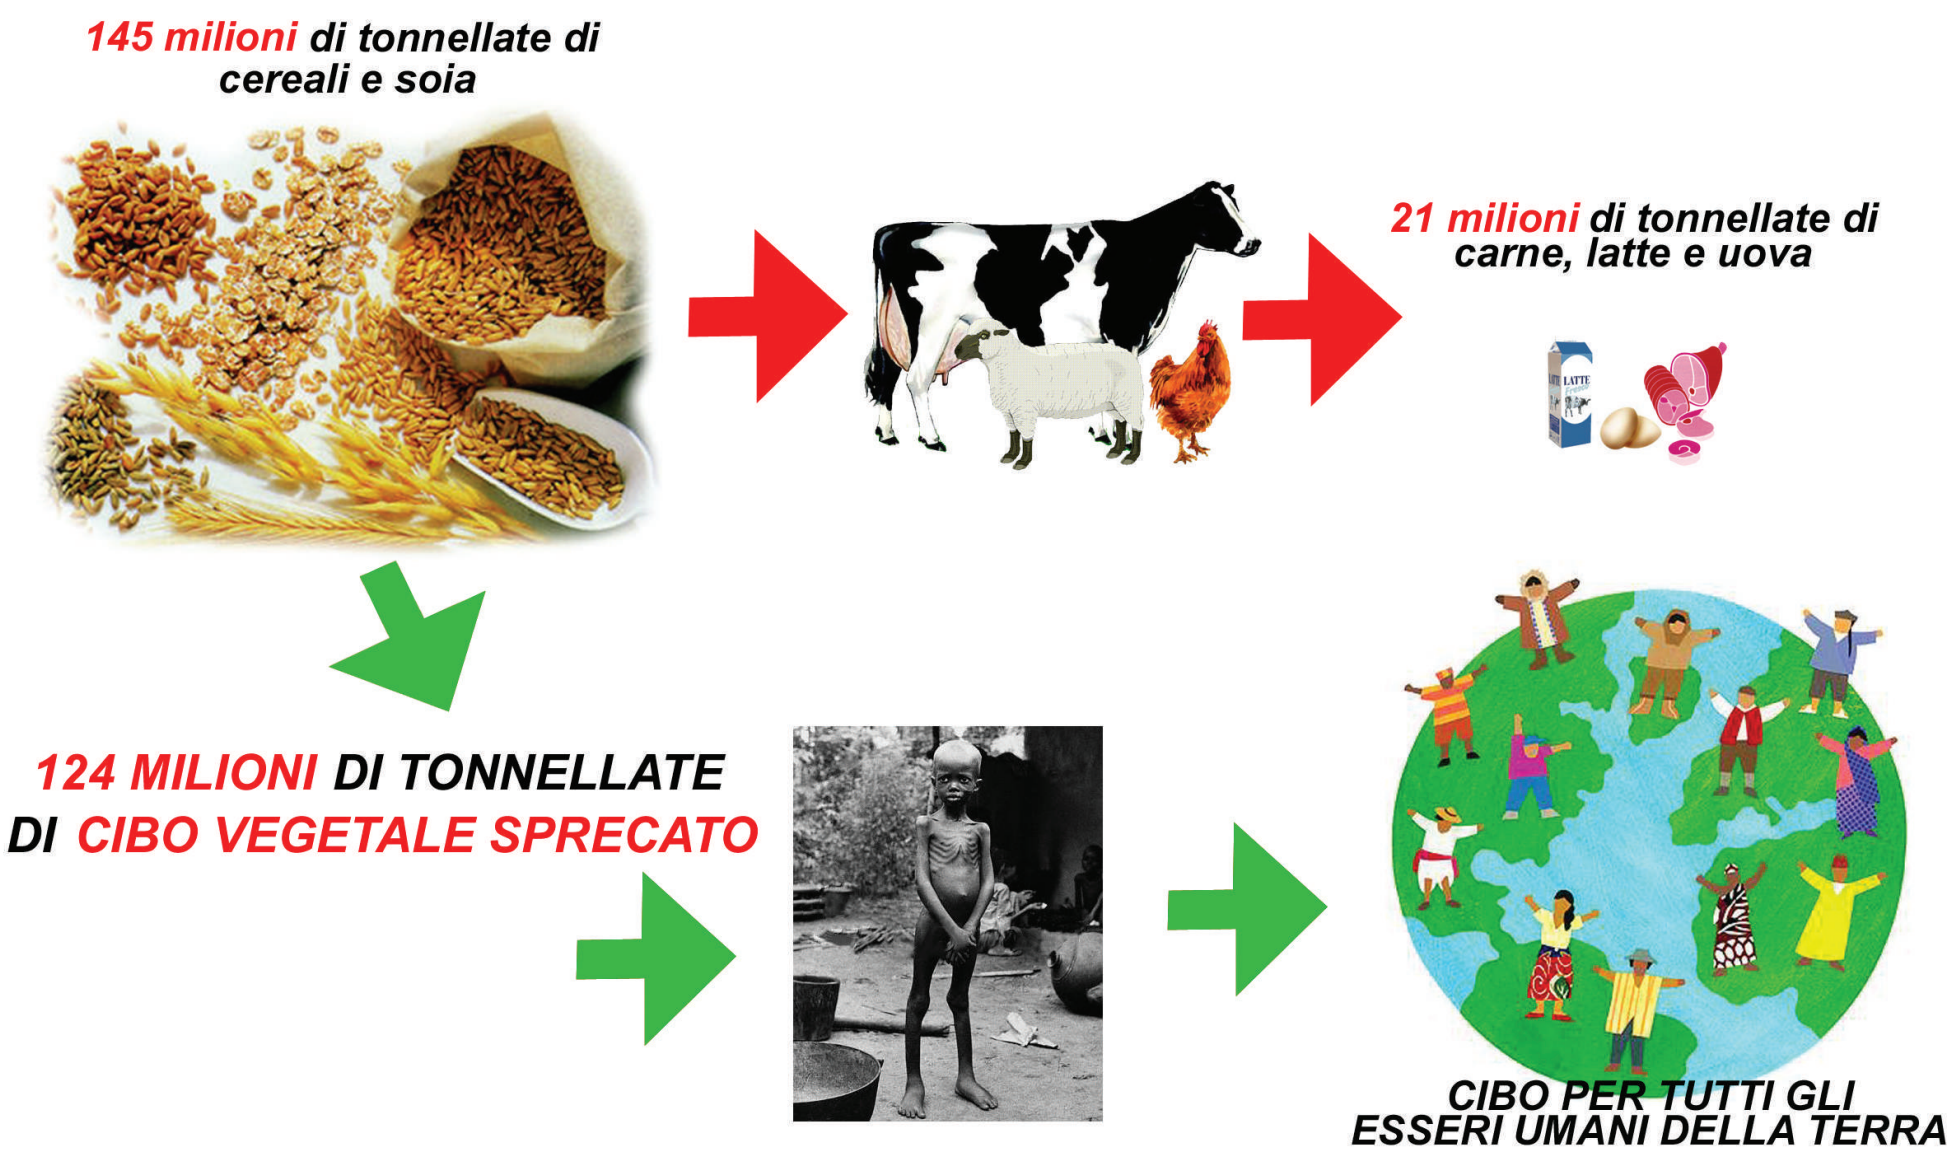 145 milioni di tonnellate di
cereali e soia
21 milioni di tonnellate di
carne, latte e uova
LATTE
Fresco
124 MILIONI DI TONNELLATE
DI CIBO VEGETALE SPRECATO
CIBO PER TUTTI GLI
ESSERI UMANI DELLA TERRA